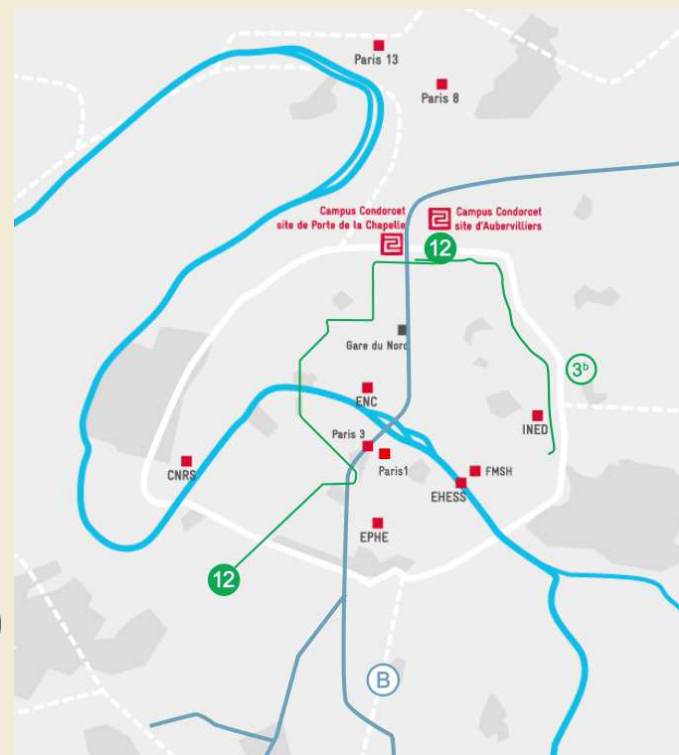 Paris 13
Paris 8
Campus Condorcet
site de Porte de la Chapelle
Campus Condorcet
site d'Aubervilliers
12
Gare du Nord
3b
ENC
INED
Paris 3
Paris1
CNRS
FMSH
EHESS
EPHE
12
B